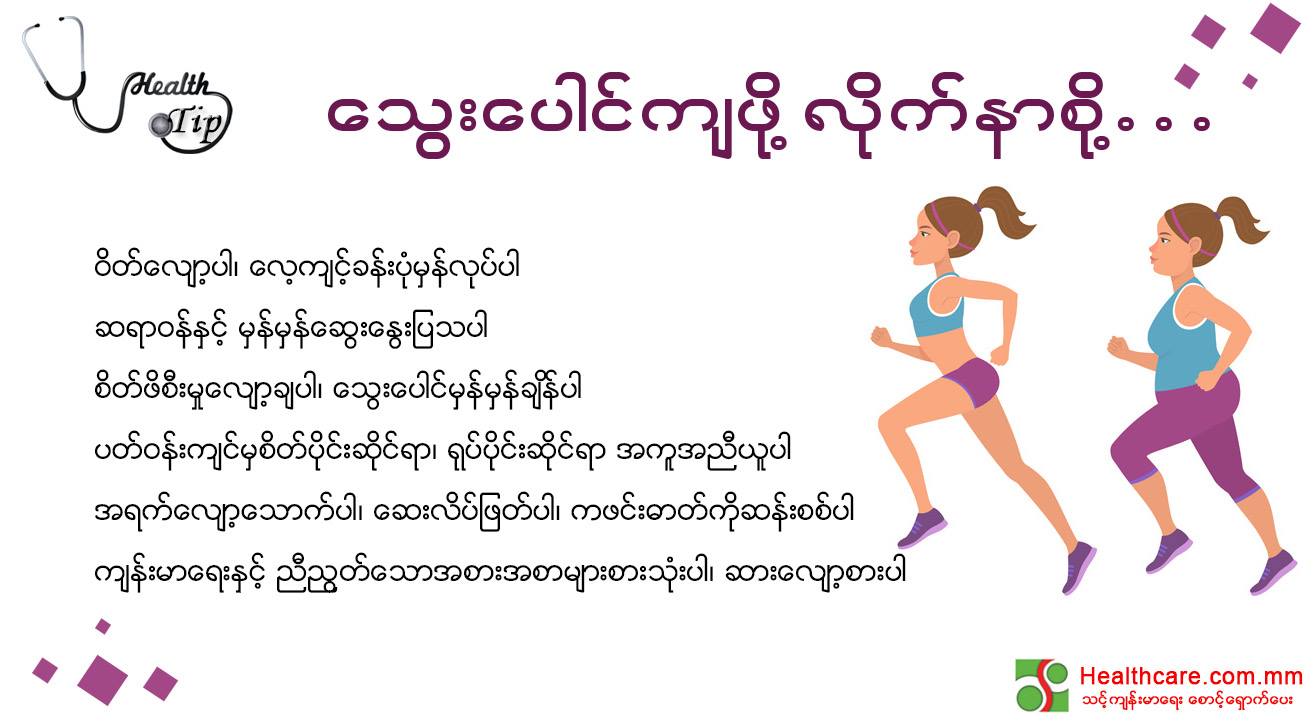 Health
Tip
သွေးပေါင်ကျဖို့ လိုက်နာစို့...
ဝိတ်လျော့ပါ၊ လေ့ကျင့်ခန်းပုံမှန်လုပ်ပါ
ဆရာဝန်နှင့် မှန်မှန်ဆွေးနွေးပြသပါ
စိတ်ဖိစီးမှုလျော့ချပါ၊ သွေးပေါင်မှန်မှန်ချိန်ပါ
ပတ်ဝန်းကျင်မှစိတ်ပိုင်းဆိုင်ရာ၊ ရုပ်ပိုင်းဆိုင်ရာ အကူအညီယူပါ
အရက်လျော့သောက်ပါ၊ ဆေးလိပ်ဖြတ်ပါ၊ ကဖင်းဓာတ်ကိုဆန်းစစ်ပါ
ကျန်းမာရေးနှင့် ညီညွတ်သောအစားအစာများစားသုံးပါ၊ ဆားလျော့စားပါ
Healthcare.com.mm
သင့်ကျန်းမာရေး စောင့်ရှောက်ပေး